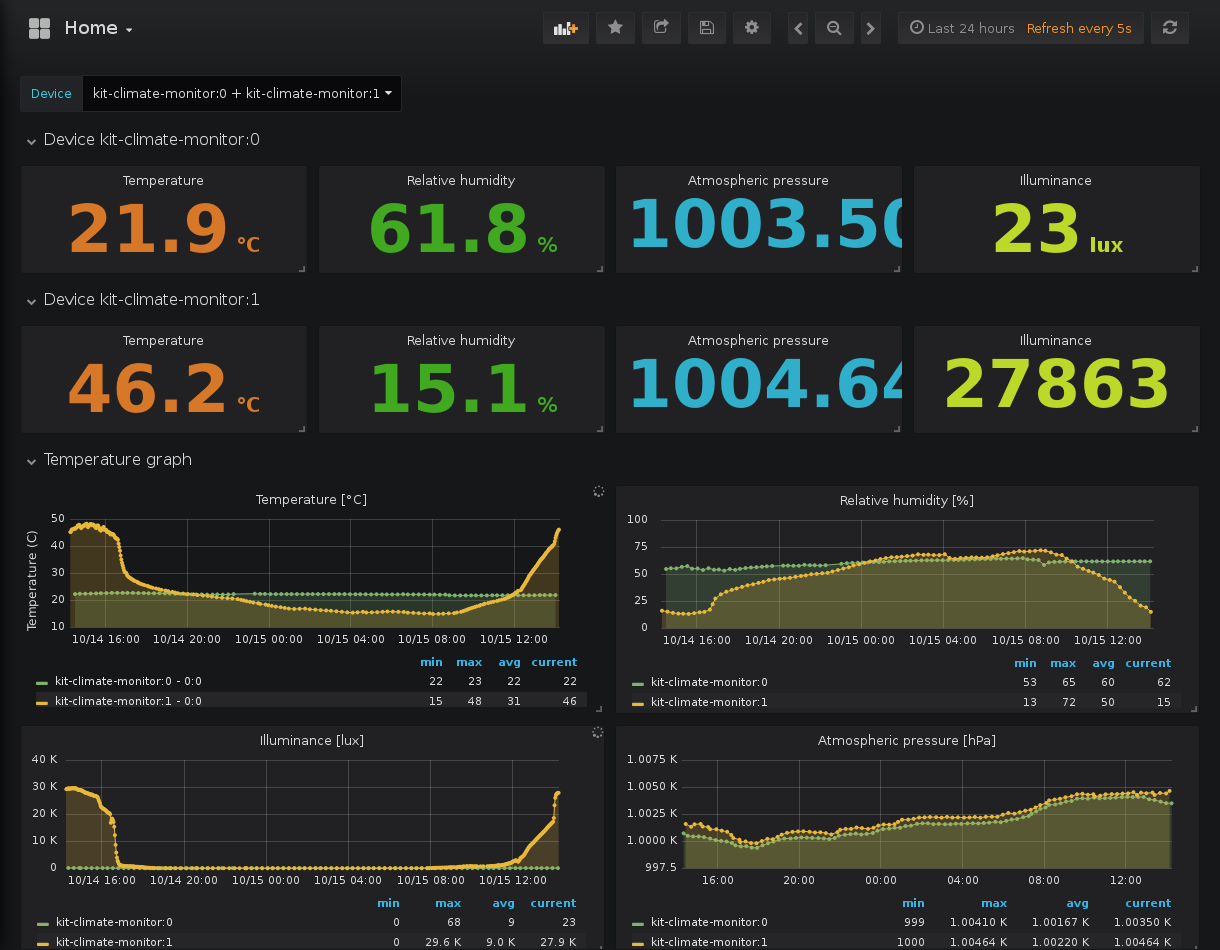 Home
Last 24 hours Refresh every 5s
Device kit-climate-monitor:0 + kit-climate-monitor:1
Device kit-climate-monitor:0
Temperature Relative humidity Atmospheric pressure Illuminance
21.9 °C 61.8 % 1003.50 23 lux
Device kit-climate-monitor:1
Temperature Relative humidity Atmospheric pressure Illuminance
46.2 °C 15.1 % 1004.64 27863
Temperature graph
Temperature [°C]
Temperature (C)
50
40
30
20
10
10/14 16:00 10/14 20:00 10/15 00:00 10/15 04:00 10/15 08:00 10/15 12:00
min max avg current
kit-climate-monitor:0 - 0:0 22 23 22 22
kit-climate-monitor:1 - 0:0 15 48 31 46
Relative humidity [%]
100
75
50
25
0
10/14 16:00 10/14 20:00 10/15 00:00 10/15 04:00 10/15 08:00 10/15 12:00
min max avg current
kit-climate-monitor:0 53 65 60 62
kit-climate-monitor:1 13 72 50 15
Illuminance [lux]
40 K
30 K
20 K
10 K
0
10/14 16:00 10/14 20:00 10/15 00:00 10/15 04:00 10/15 08:00 10/15 12:00
min max avg current
kit-climate-monitor:0 0 68 9 23
kit-climate-monitor:1 0 29.6 K 9.0 K 27.9 K
Atmospheric pressure [hPa]
1.0075 K
1.0050 K
1.0025 K
1.0000 K
997.5
16:00 20:00 00:00 04:00 08:00 12:00
min max avg current
kit-climate-monitor:0 999 1.00410 K 1.00167 K 1.00350 K
kit-climate-monitor:1 1000 1.00464 K 1.00220 K 1.00464 K